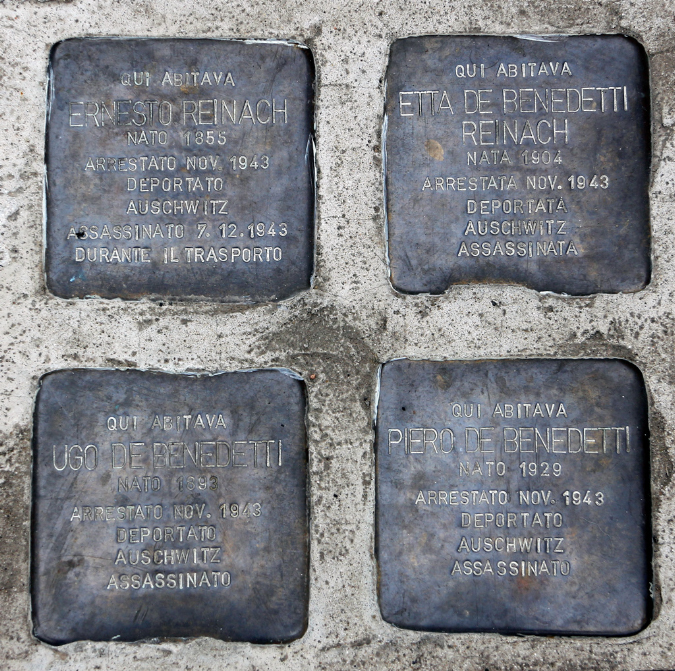 QUI ABITAVA
ERNESTO REINACH
NATO 1855
ARRESTATO NOV. 1943
DEPORTATO
AUSCHWITZ
ASSASSINATO 7. 12. 1943
DURANTE IL TRASPORTO
QUI ABITAVA
ETTA DE BENEDETTI
REINACH
NATA 1904
ARRESTATA NOV. 1943
DEPORTATA
AUSCHWITZ
ASSASSINATA
QUI ABITAVA
UGO DE BENEDETTI
NATO 1893
ARRESTATO NOV. 1943
DEPORTATO
AUSCHWITZ
ASSASSINATO
QUI ABITAVA
PIERO DE BENEDETTI
NATO 1929
ARRESTATO NOV. 1943
DEPORTATO
AUSCHWITZ
ASSASSINATO